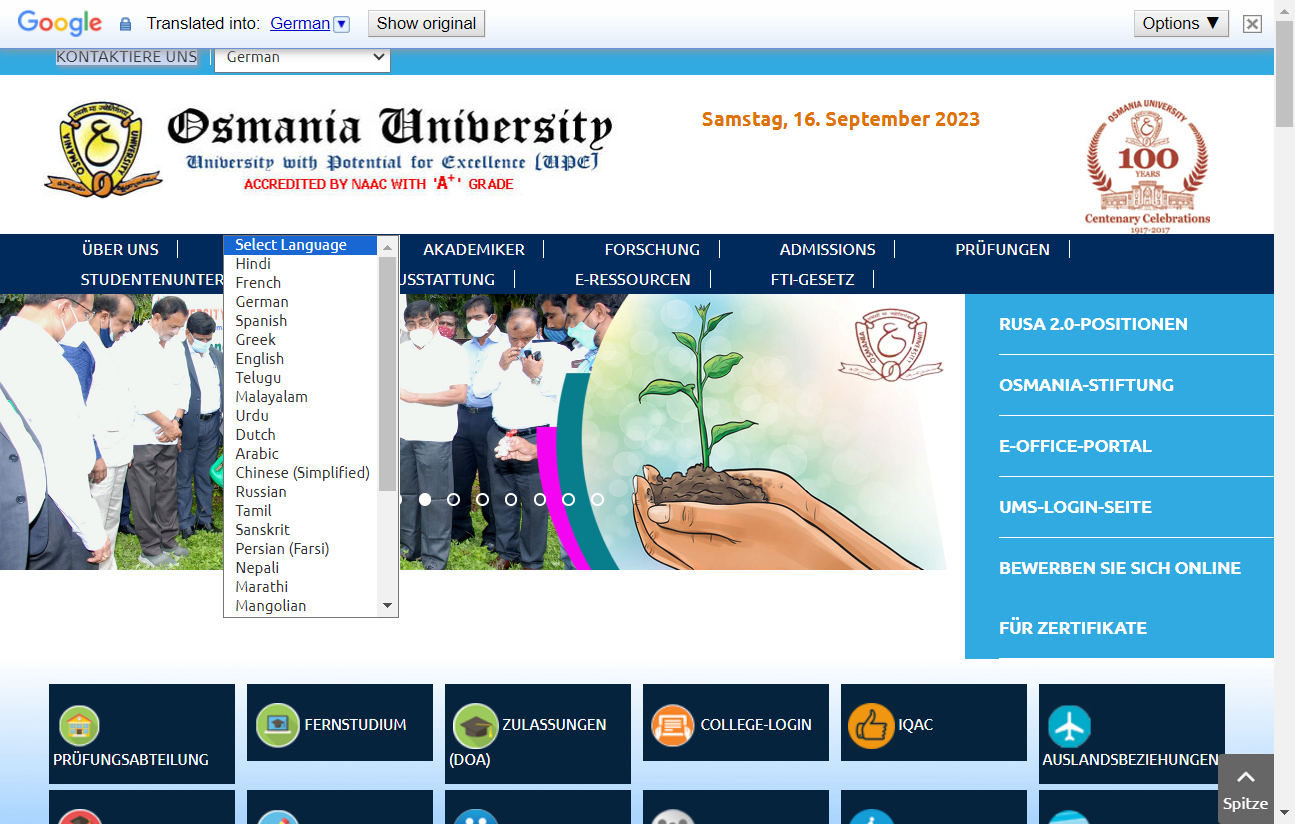 Google Translated into: German ▼ Show original Options ▼
KONTAKTIERE UNS German
Osmania University
University with Potential for Excellence [UPE]
ACCREDITED BY NAAC WITH 'A+' GRADE
OSMANIA UNIVERSITY
Samstag, 16. September 2023
OSMANIA UNIVERSITY
100
YEARS
Centenary Celebrations
1917-2017
ÜBER UNS AKADEMIKER FORSCHUNG ADMISSIONS PRÜFUNGEN
STUDENTENUNTER USSTATTUNG E-RESSOURCEN FTI-GESETZ
Select Language
Hindi
French
German
Spanish
Greek
English
Telugu
Malayalam
Urdu
Dutch
Arabic
Chinese (Simplified)
Russian
Tamil
Sanskrit
Persian (Farsi)
Nepali
Marathi
Mangolian
RUSA 2.0-POSITIONEN
OSMANIA-STIFTUNG
E-OFFICE-PORTAL
UMS-LOGIN-SEITE
BEWERBEN SIE SICH ONLINE
FÜR ZERTIFIKATE
PRÜFUNGSABTEILUNG
FERNSTUDIUM
ZULASSUNGEN
(DOA)
COLLEGE-LOGIN
IQAC
AUSLANDSBEZIEHUNGEN
Spitze